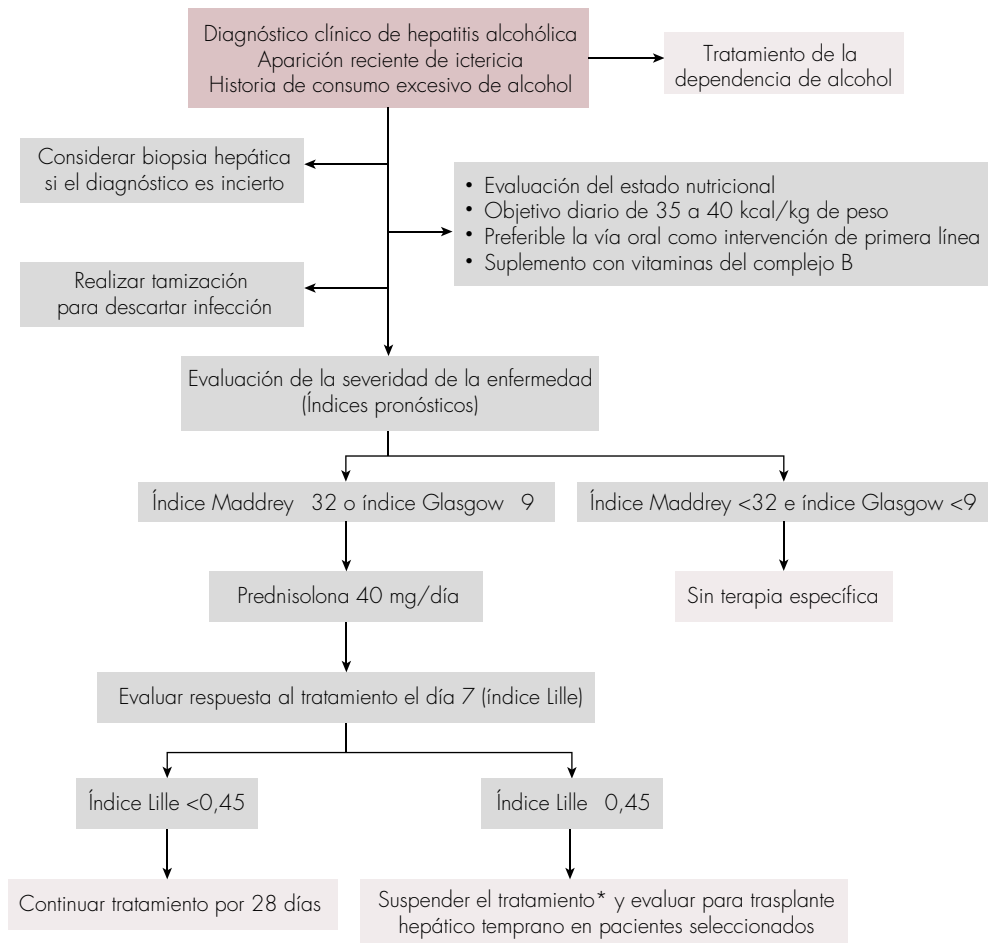 Diagnóstico clínico de hepatitis alcohólica
Aparición reciente de ictericia
Historia de consumo excesivo de alcohol
Tratamiento de la
dependencia de alcohol
Considerar biopsia hepática
si el diagnóstico es incierto
• Evaluación del estado nutricional
• Objetivo diario de 35 a 40 kcal/kg de peso
• Preferible la vía oral como intervención de primera línea
• Suplemento con vitaminas del complejo B
Realizar tamización
para descartar infección
Evaluación de la severidad de la enfermedad
(Índices pronósticos)
Índice Maddrey 32 o índice Glasgow 9
Índice Maddrey <32 e índice Glasgow <9
Prednisolona 40 mg/día
Sin terapia específica
Evaluar respuesta al tratamiento el día 7 (índice Lille)
Índice Lille <0,45
Índice Lille 0,45
Continuar tratamiento por 28 días
Suspender el tratamiento* y evaluar para trasplante
hepático temprano en pacientes seleccionados